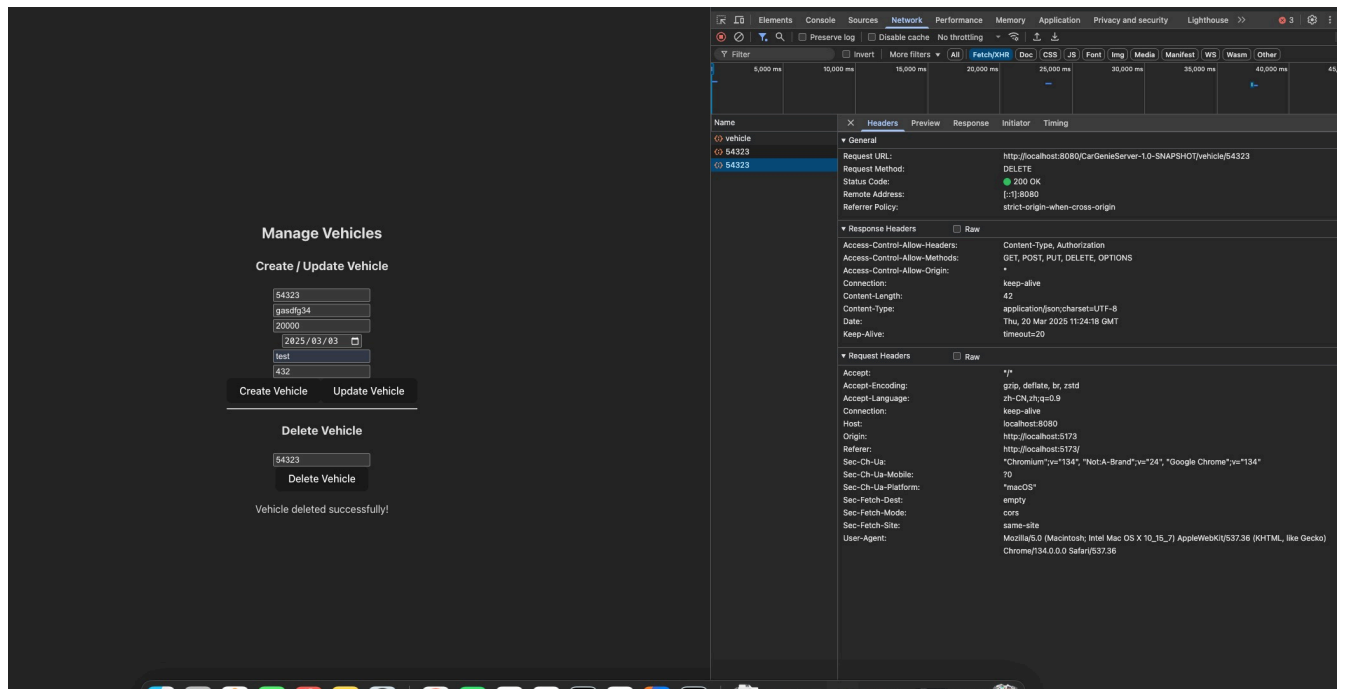 Manage Vehicles
Create / Update Vehicle
54323
gasdfg34
20000
2025/03/03
test
432
Create Vehicle Update Vehicle
Delete Vehicle
54323
Delete Vehicle
Vehicle deleted successfully!
Elements Console Sources Network Performance Memory Application Privacy and security Lighthouse 3
Preserve log Disable cache No throttling
Filter Invert More filters All Fetch/XHR Doc CSS JS Font Img Media Manifest WS Wasm Other
5,000 ms 10,000 ms 15,000 ms 20,000 ms 25,000 ms 30,000 ms 35,000 ms 40,000 ms 45,
Name
vehicle
54323
54323
Headers Preview Response Initiator Timing
General
Request URL: http://localhost:8080/CarGenieServer-1.0-SNAPSHOT/vehicle/54323
Request Method: DELETE
Status Code: 200 OK
Remote Address: [::1]:8080
Referrer Policy: strict-origin-when-cross-origin
Response Headers Raw
Access-Control-Allow-Headers: Content-Type, Authorization
Access-Control-Allow-Methods: GET, POST, PUT, DELETE, OPTIONS
Access-Control-Allow-Origin: *
Connection: keep-alive
Content-Length: 42
Content-Type: application/json;charset=UTF-8
Date: Thu, 20 Mar 2025 11:24:18 GMT
Keep-Alive: timeout=20
Request Headers Raw
Accept: */*
Accept-Encoding: gzip, deflate, br, zstd
Accept-Language: zh-CN,zh;q=0.9
Connection: keep-alive
Host: localhost:8080
Origin: http://localhost:5173
Referer: http://localhost:5173/
Sec-Ch-Ua: "Chromium";v="134", "Not:A-Brand";v="24", "Google Chrome";v="134"
Sec-Ch-Ua-Mobile: ?0
Sec-Ch-Ua-Platform: "macOS"
Sec-Fetch-Dest: empty
Sec-Fetch-Mode: cors
Sec-Fetch-Site: same-site
User-Agent: Mozilla/5.0 (Macintosh; Intel Mac OS X 10_15_7) AppleWebKit/537.36 (KHTML, like Gecko)
Chrome/134.0.0.0 Safari/537.36